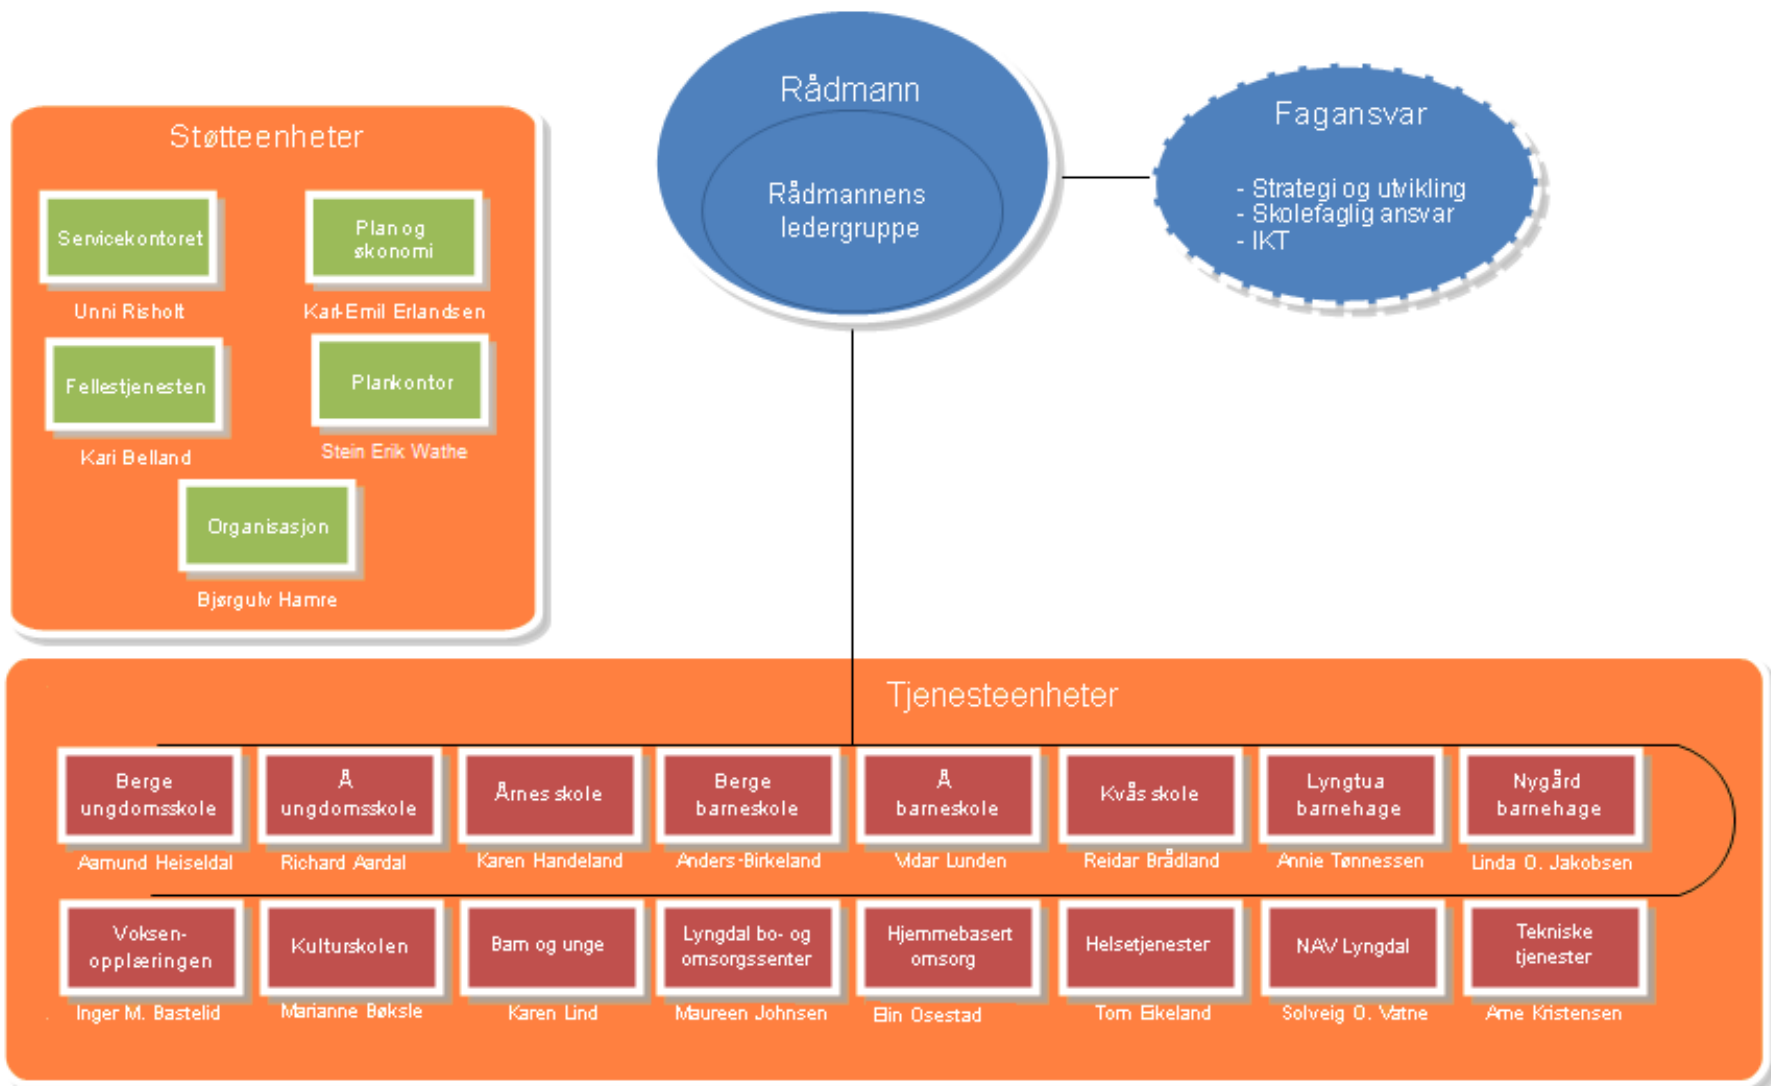 Rådmann
Rådmannens
ledergruppe
Fagansvar
- Strategi og utvikling
- Skolefaglig ansvar
- IKT
Støtteenheter
Servicekontoret
Unni Risholt
Plan og
økonomi
Karl-Emil Erlandsen
Fellestjenesten
Kari Belland
Plankontor
Stein Erik Wathe
Organisasjon
Bjørgulv Hamre
Tjenesteenheter
Berge
ungdomsskole
Aamund Heiseldal
Å
ungdomsskole
Richard Aardal
Årnes skole
Karen Handeland
Berge
barneskole
Anders-Birkeland
Å
barneskole
Vidar Lunden
Kvås skole
Reidar Brådland
Lyngtua
barnehage
Annie Tønnessen
Nygård
barnehage
Linda O. Jakobsen
Voksen-
opplæringen
Inger M. Bastelid
Kulturskolen
Marianne Bøksle
Barn og unge
Karen Lind
Lyngdal bo- og
omsorgssenter
Maureen Johnsen
Hjemmebasert
omsorg
Elin Osestad
Helsetjenester
Tom Eikeland
NAV Lyngdal
Solveig O. Vatne
Tekniske
tjenester
Arne Kristensen